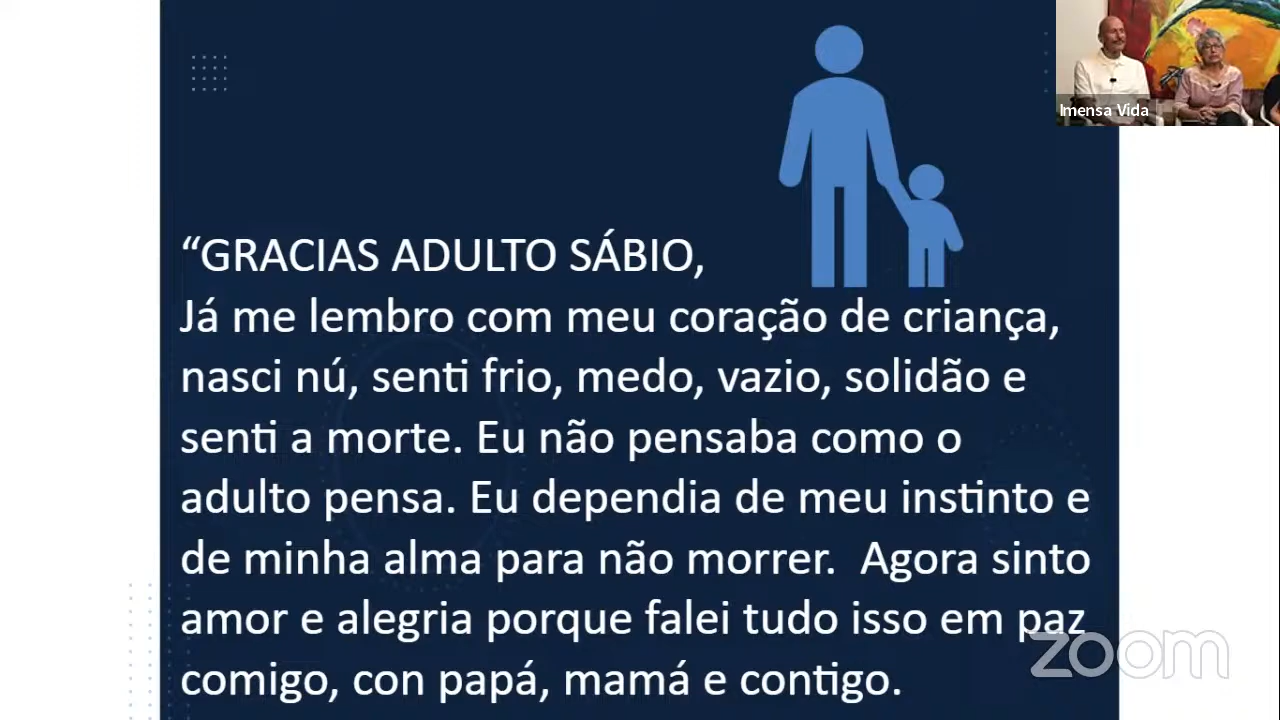 Imensa Vida
“GRACIAS ADULTO SÁBIO,
Já me lembro com meu coração de criança,
nasci nú, senti frio, medo, vazio, solidão e
senti a morte. Eu não pensaba como o
adulto pensa. Eu dependia de meu instinto e
de minha alma para não morrer.  Agora sinto
amor e alegria porque falei tudo isso em paz
comigo, con papá, mamá e contigo.
zoom